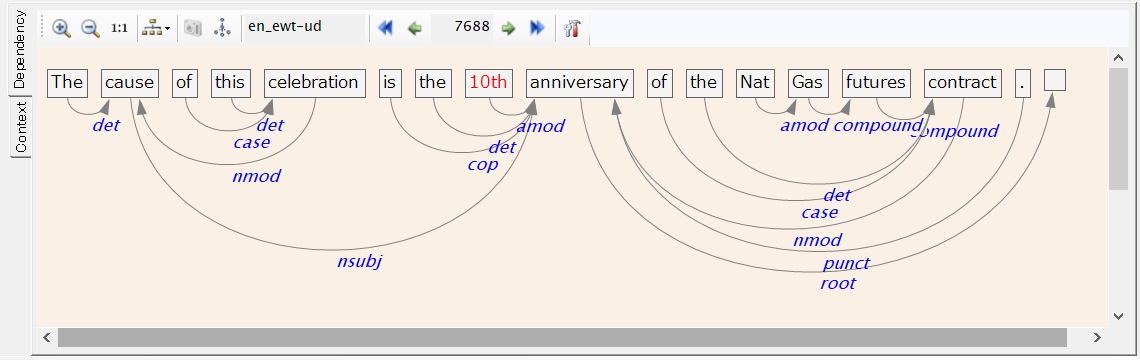 Dependency
Context
1:1 en_ewt-ud 7688
The cause of this celebration is the 10th anniversary of the Nat Gas futures contract .
det det amod amod compound compound
case det
cop
nmod det
case
nmod
nsubj punct
root